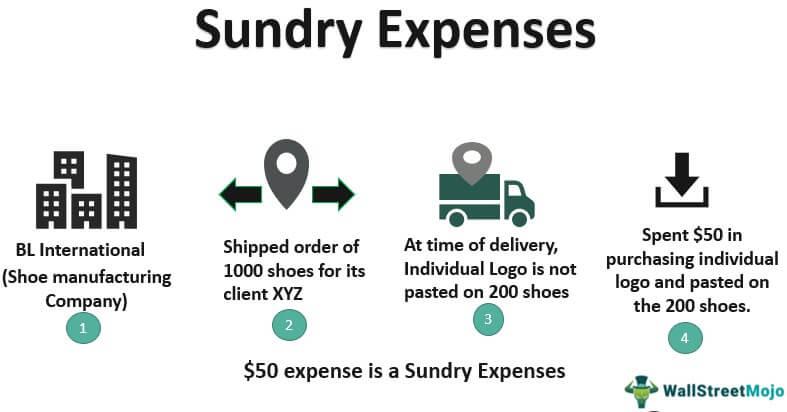 Sundry Expenses
BL International
(Shoe manufacturing
Company)
1
Shipped order of
1000 shoes for its
client XYZ
2
At time of delivery,
Individual Logo is not
pasted on 200 shoes
3
Spent $50 in
purchasing individual
logo and pasted on
the 200 shoes.
4
$50 expense is a Sundry Expenses
WallStreetMojo